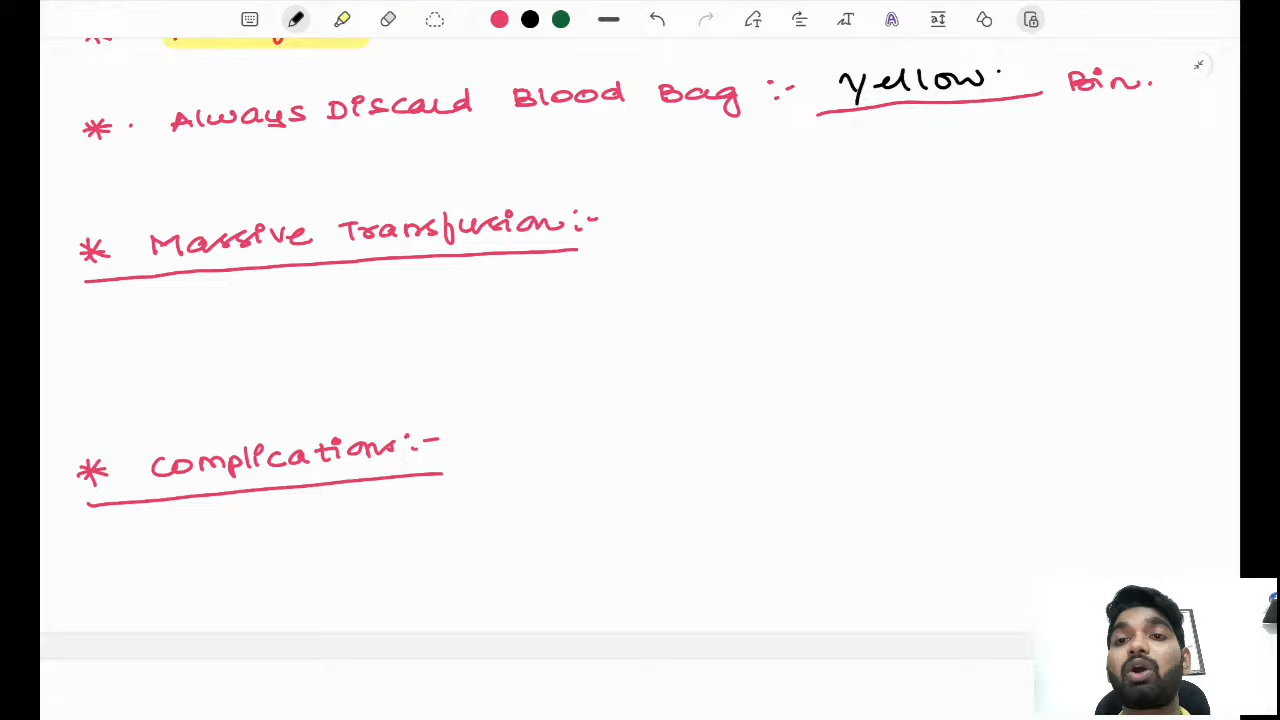 * . Always Discard Blood Bag :- Yellow. Bin.
* Massive Transfusion :-
* Complications :-